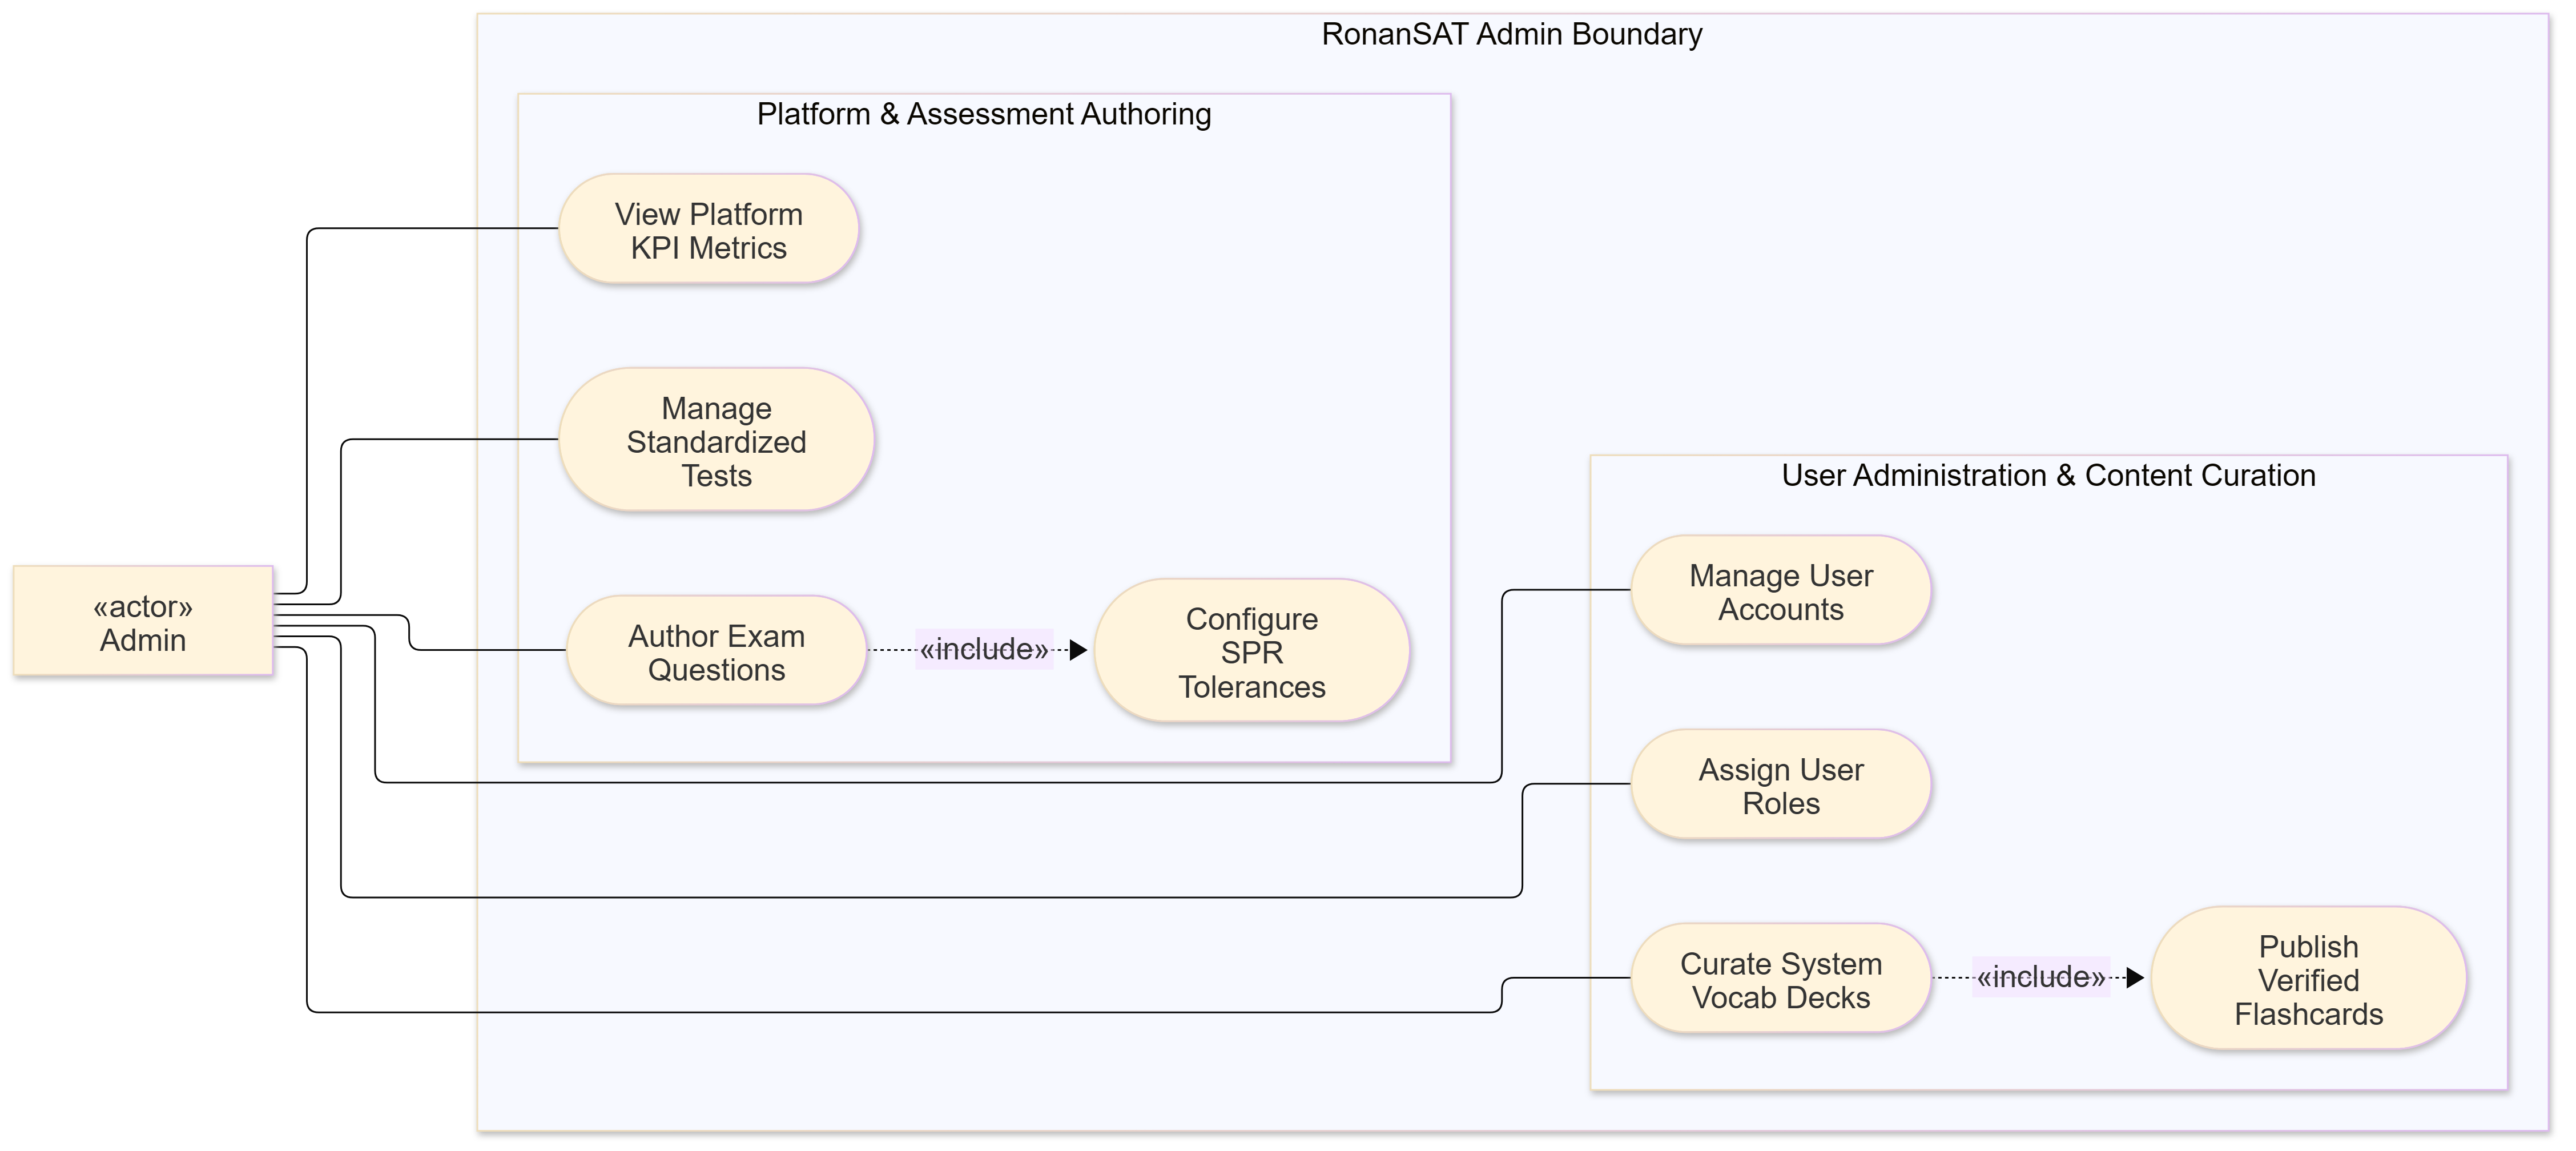 RonanSAT Admin Boundary
Platform & Assessment Authoring
View Platform
KPI Metrics
Manage
Standardized
Tests
«actor»
Admin
Author Exam
Questions
«include»
Configure
SPR
Tolerances
User Administration & Content Curation
Manage User
Accounts
Assign User
Roles
Curate System
Vocab Decks
«include»
Publish
Verified
Flashcards